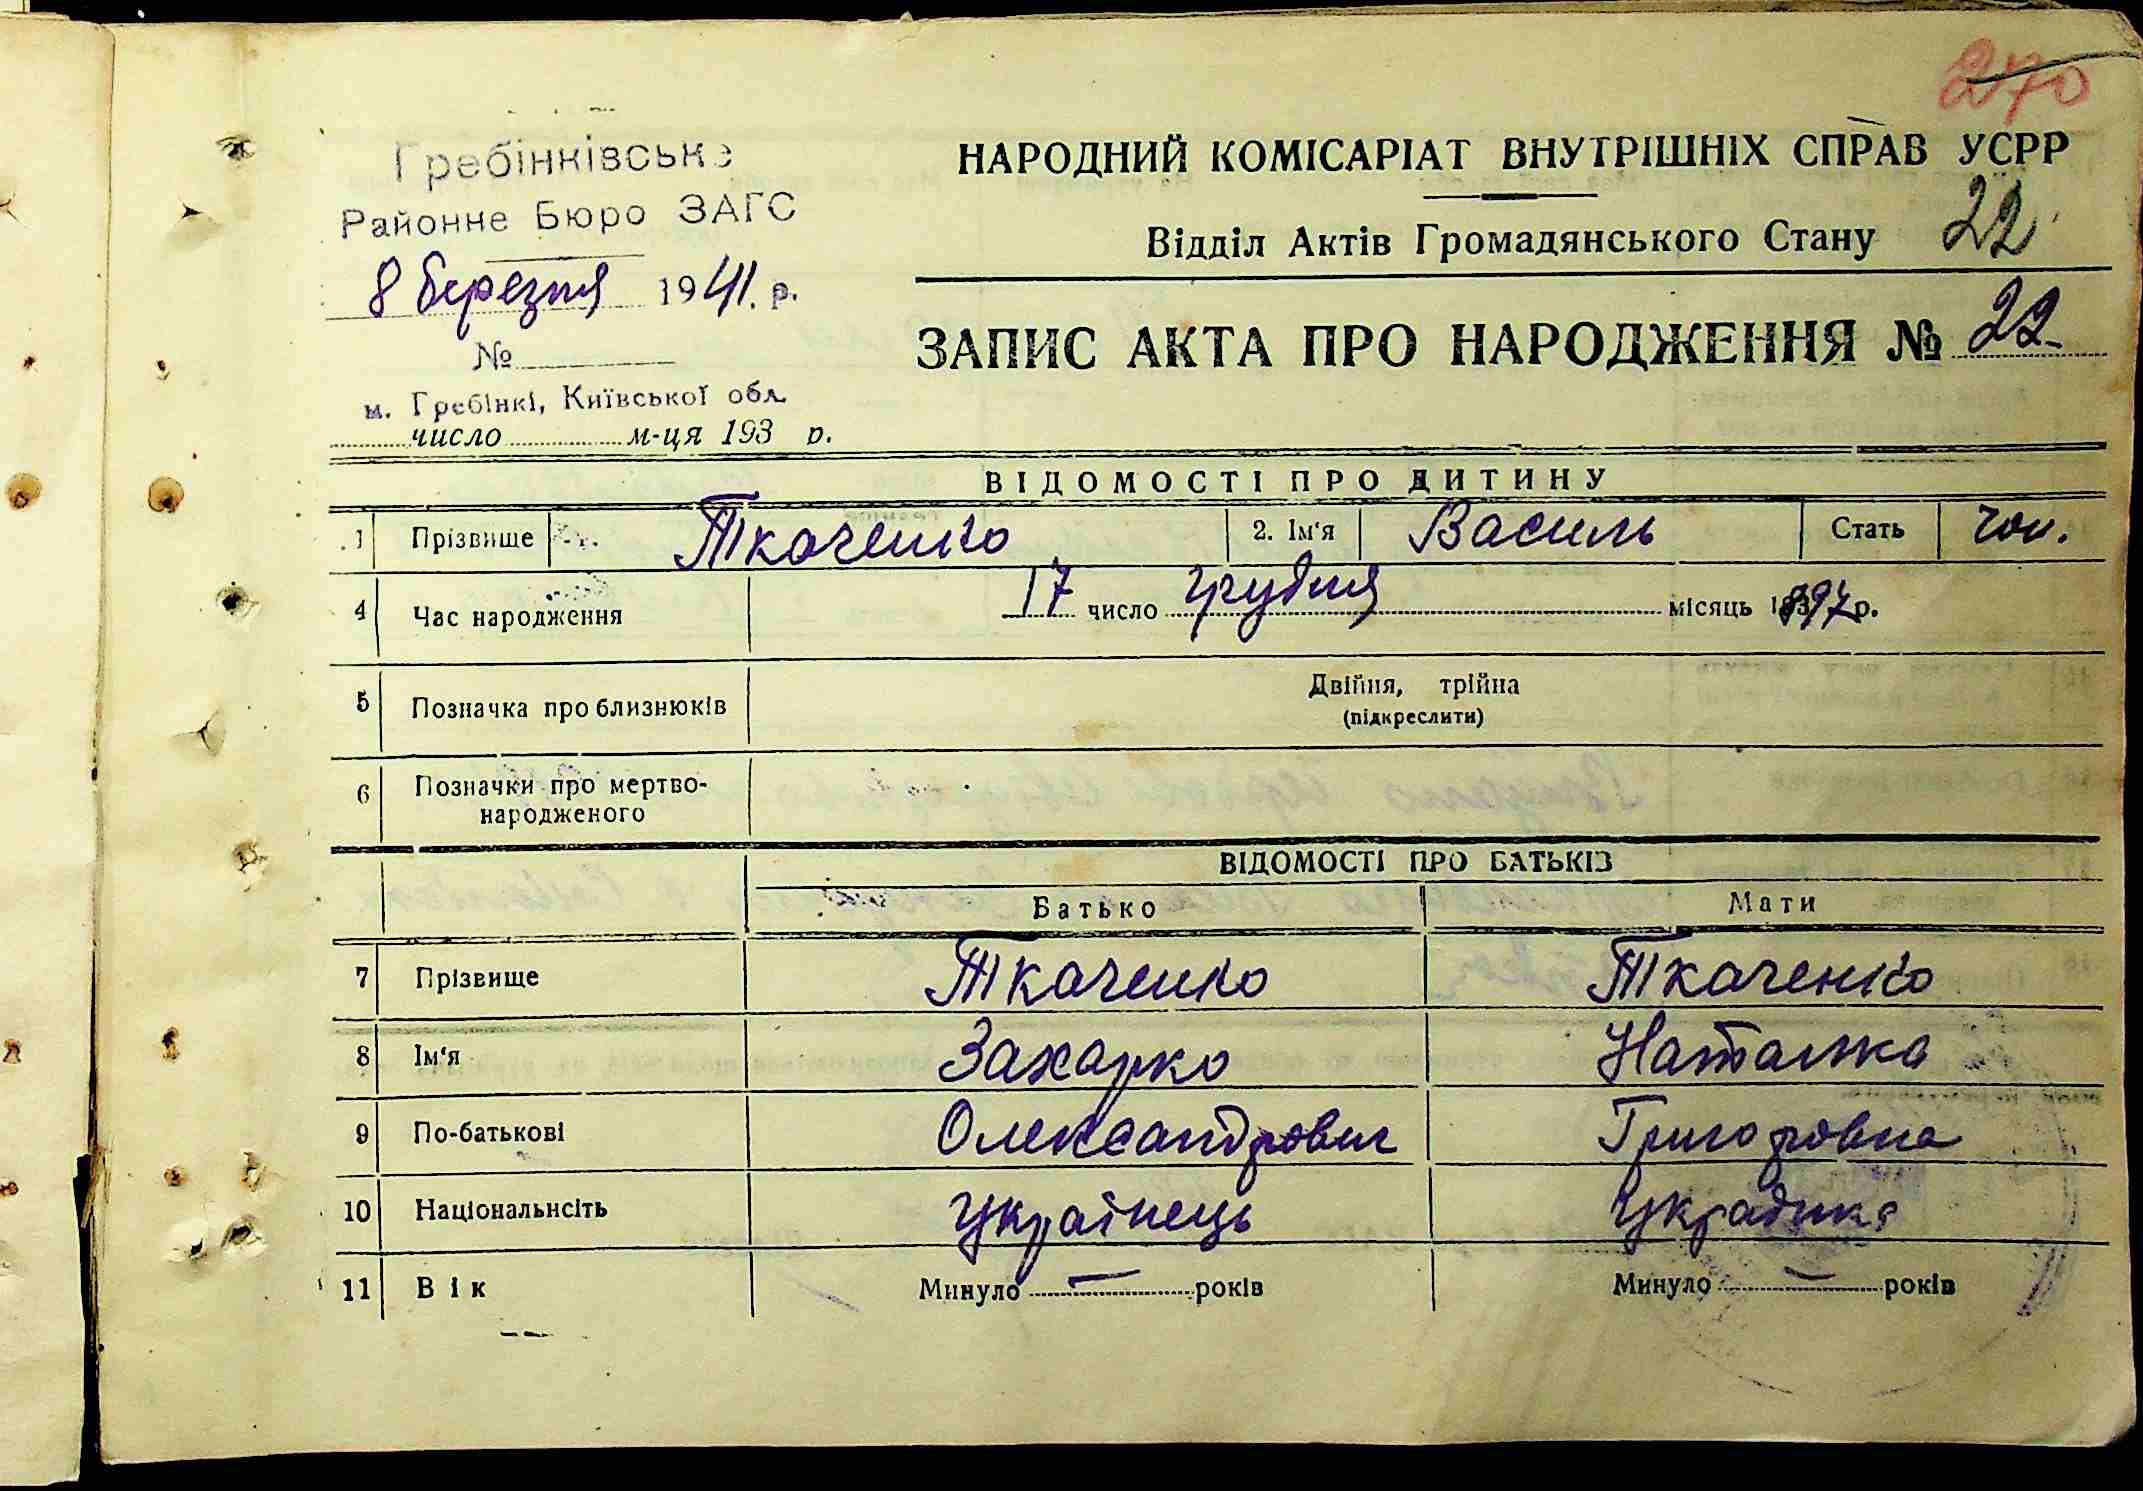 270
Гребінківське
Районне Бюро ЗАГС
8 березня 1941 р.
№
м. Гребінкі, Київської обл.
число м-ця 193 р.
НАРОДНИЙ КОМІСАРІАТ ВНУТРІШНІХ СПРАВ УСРР
Відділ Актів Громадянського Стану 22
ЗАПИС АКТА ПРО НАРОДЖЕННЯ № 22
ВІДОМОСТІ ПРО ДИТИНУ
1 Прізвище Ткаченко 2. Ім'я Василь Стать чол.
4 Час народження 17 число грудня місяць 1897 р.
5 Позначка про близнюків Двійня, трійна
(підкреслити)
6 Позначки про мертво-
народженого
ВІДОМОСТІ ПРО БАТЬКІВ
Батько Мати
7 Прізвище Ткаченко Ткаченко
8 Ім'я Захарко Наталка
9 По-батькові Олександрович Григоровна
10 Національнсіть Українець Українка
11 Вік Минуло — років Минуло — років